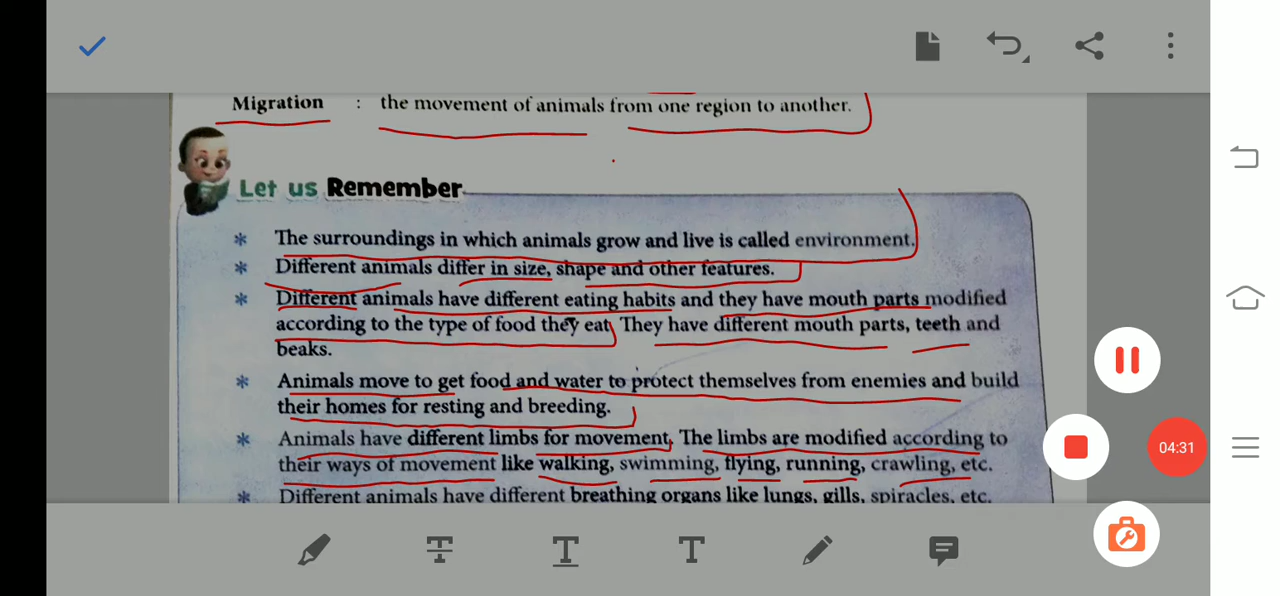 Migration : the movement of animals from one region to another.
Let us Remember
* The surroundings in which animals grow and live is called environment.
* Different animals differ in size, shape and other features.
* Different animals have different eating habits and they have mouth parts modified
according to the type of food they eat. They have different mouth parts, teeth and
beaks.
* Animals move to get food and water to protect themselves from enemies and build
their homes for resting and breeding.
* Animals have different limbs for movement. The limbs are modified according to
their ways of movement like walking, swimming, flying, running, crawling, etc.
* Different animals have different breathing organs like lungs, gills, spiracles, etc.
04:31
T T T